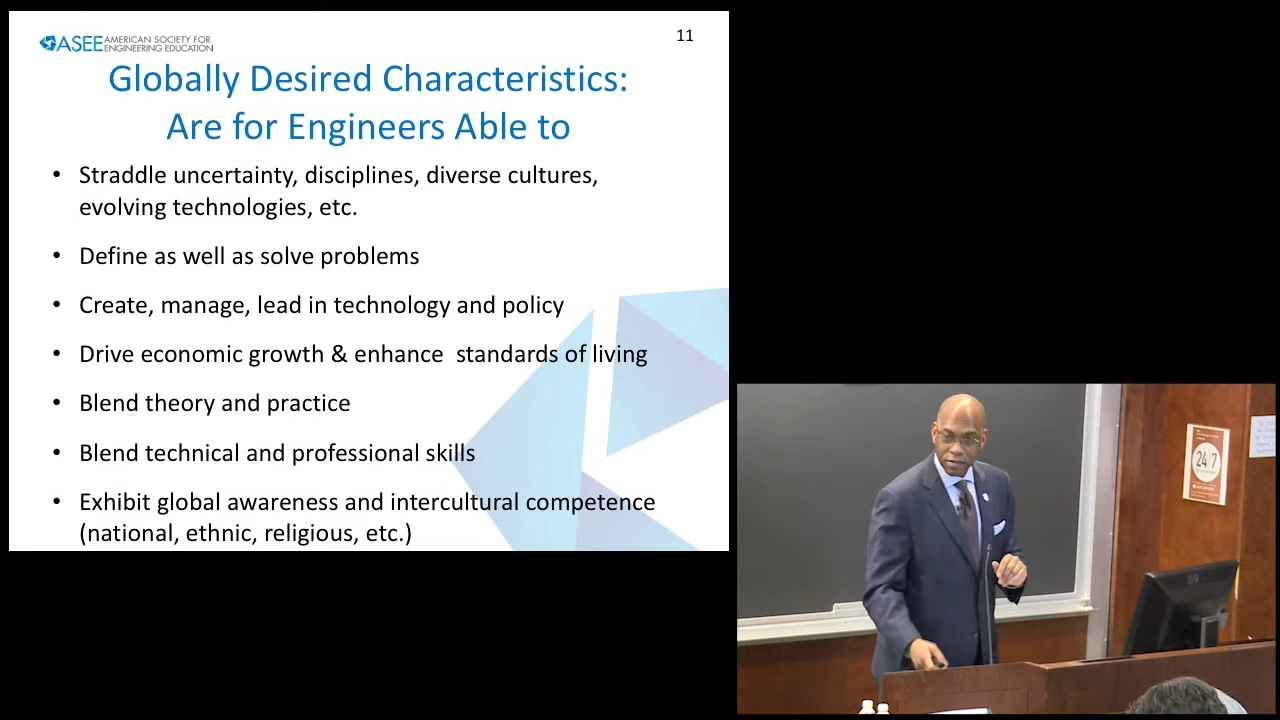 ASEE AMERICAN SOCIETY FOR
ENGINEERING EDUCATION
11
Globally Desired Characteristics:
Are for Engineers Able to
• Straddle uncertainty, disciplines, diverse cultures,
evolving technologies, etc.
• Define as well as solve problems
• Create, manage, lead in technology and policy
• Drive economic growth & enhance  standards of living
• Blend theory and practice
• Blend technical and professional skills
• Exhibit global awareness and intercultural competence
(national, ethnic, religious, etc.)
24/7